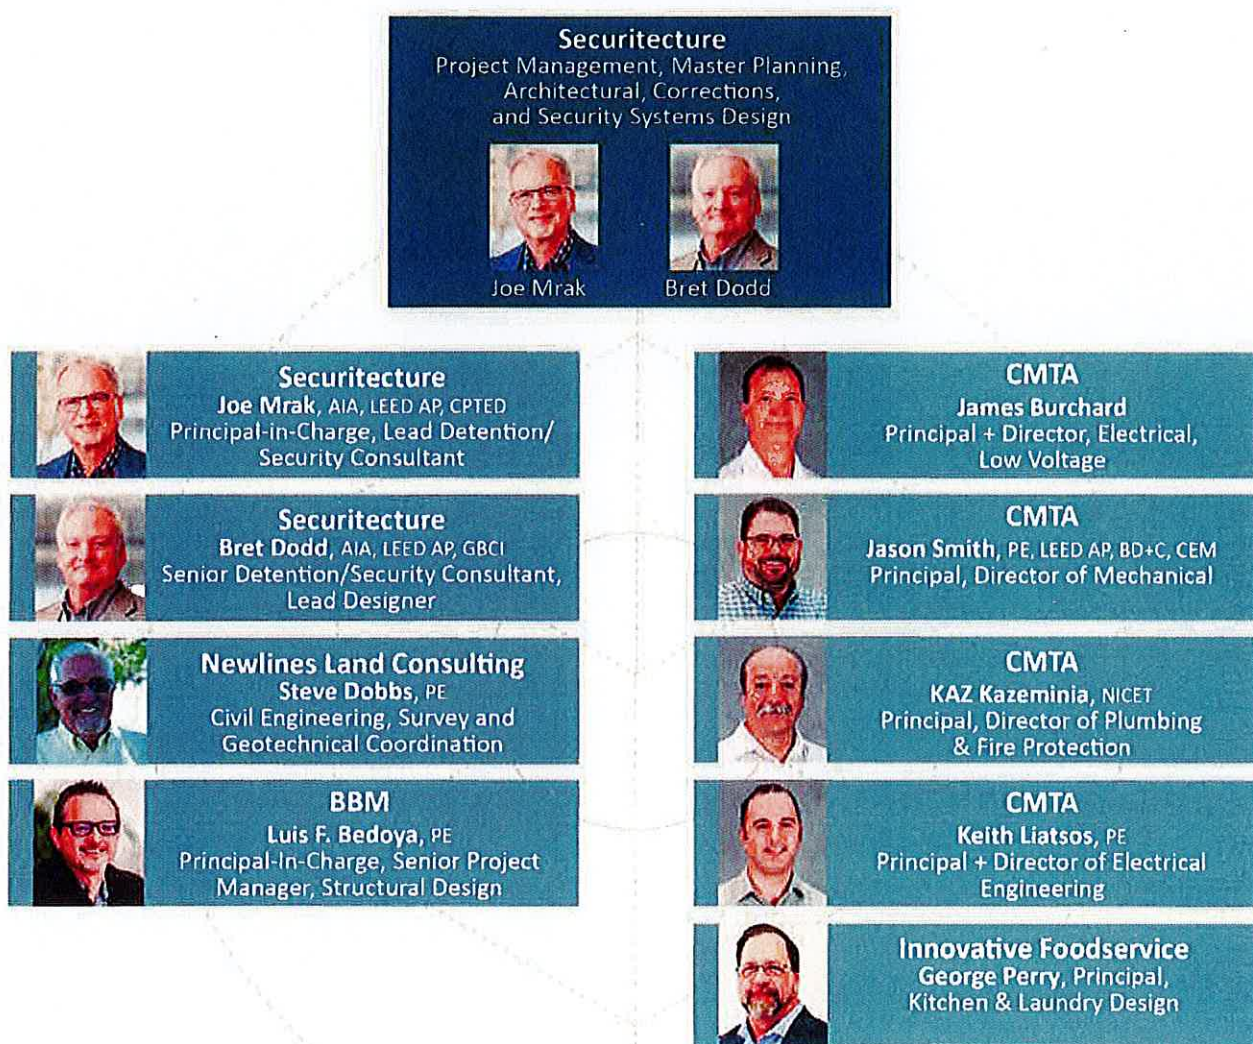 Securitecture
Project Management, Master Planning,
Architectural, Corrections,
and Security Systems Design
Joe Mrak
Bret Dodd
Securitecture
Joe Mrak, AIA, LEED AP, CPTED
Principal-in-Charge, Lead Detention/
Security Consultant
Securitecture
Bret Dodd, AIA, LEED AP, GBCI
Senior Detention/Security Consultant,
Lead Designer
Newlines Land Consulting
Steve Dobbs, PE
Civil Engineering, Survey and
Geotechnical Coordination
BBM
Luis F. Bedoya, PE
Principal-In-Charge, Senior Project
Manager, Structural Design
CMTA
James Burchard
Principal + Director, Electrical,
Low Voltage
CMTA
Jason Smith, PE, LEED AP, BD+C, CEM
Principal, Director of Mechanical
CMTA
KAZ Kazeminia, NICET
Principal, Director of Plumbing
& Fire Protection
CMTA
Keith Liatsos, PE
Principal + Director of Electrical
Engineering
Innovative Foodservice
George Perry, Principal,
Kitchen & Laundry Design